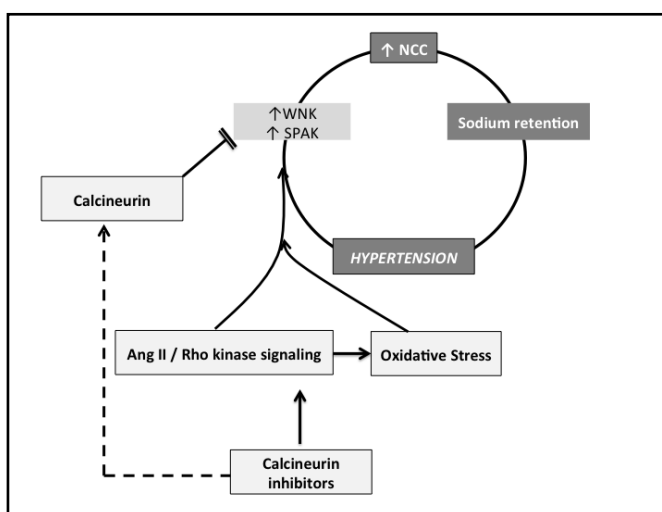 ↑ NCC
↑WNK
↑ SPAK
Sodium retention
Calcineurin
HYPERTENSION
Ang II / Rho kinase signaling
Oxidative Stress
Calcineurin
inhibitors